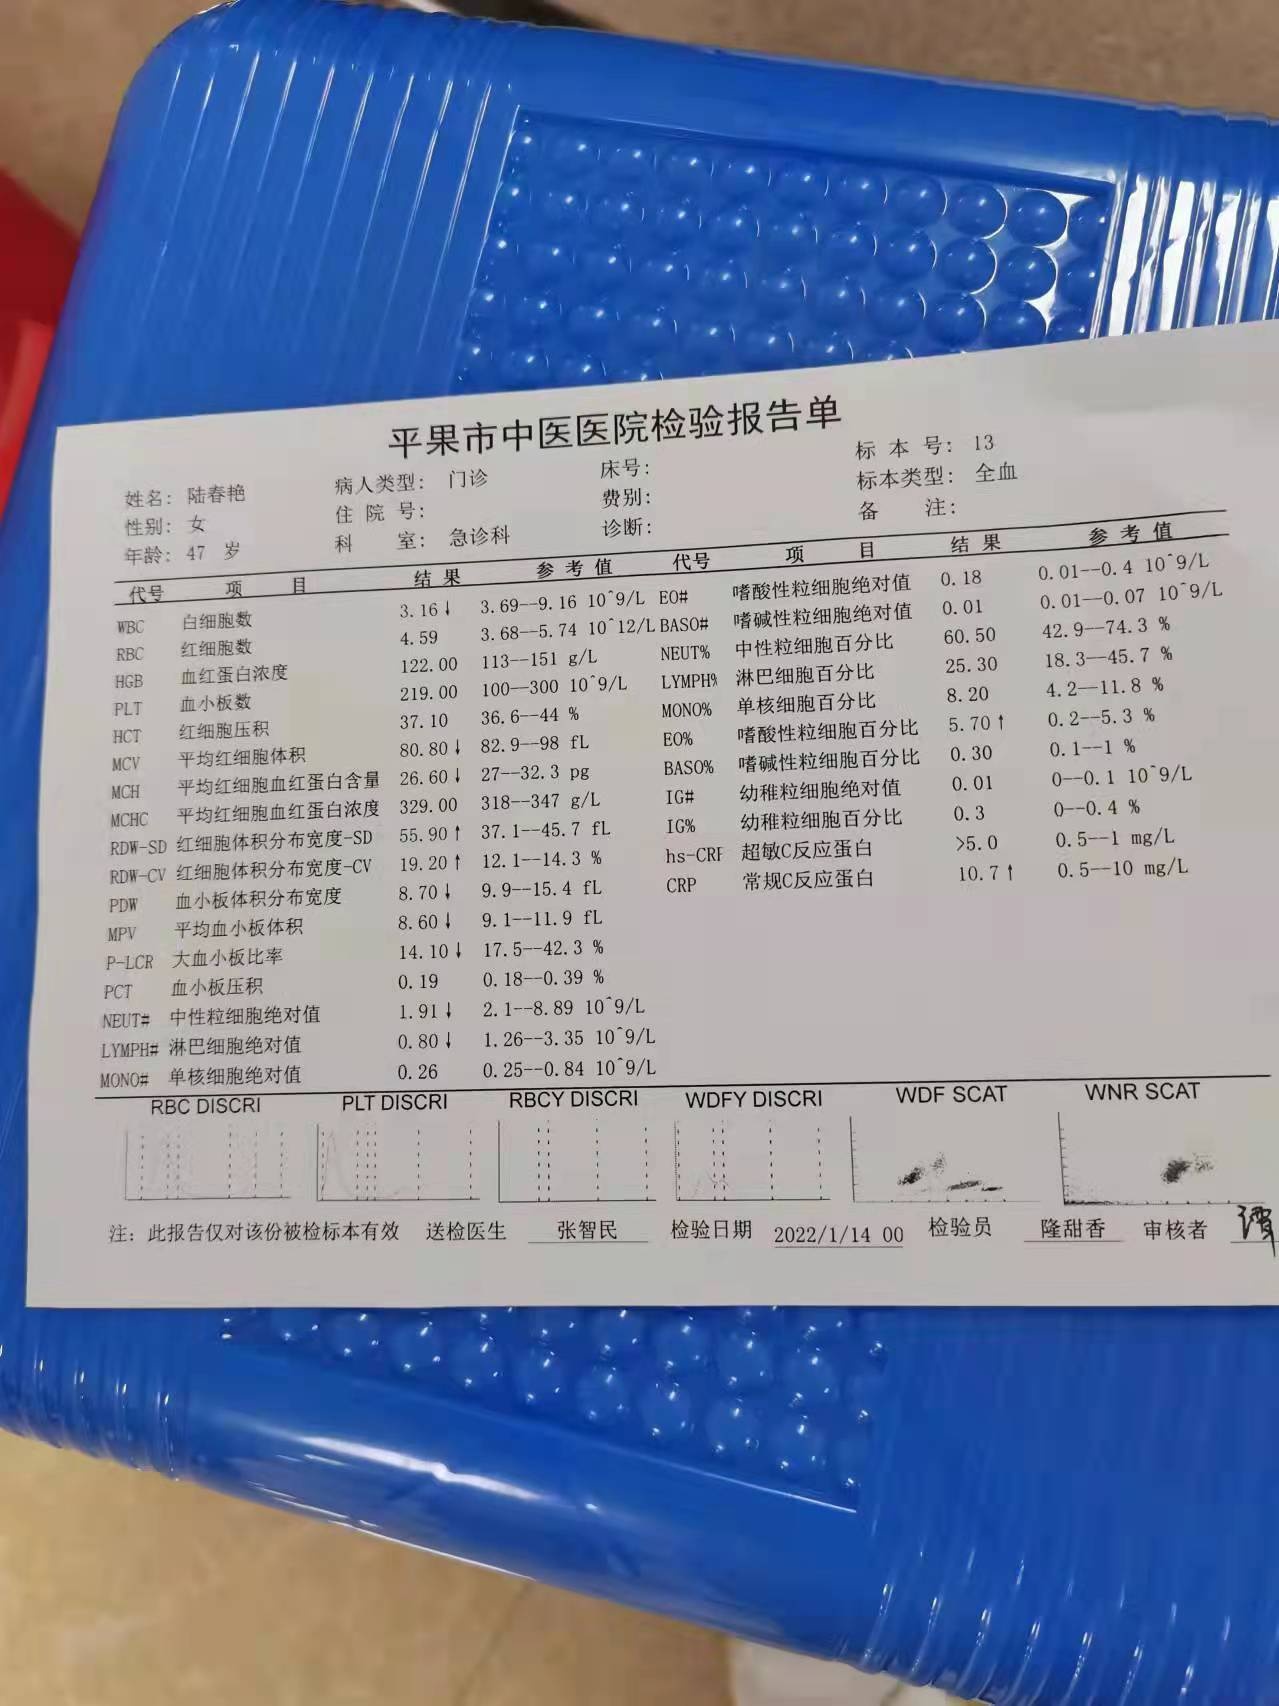 平果市中医医院检验报告单
姓名: 陆春艳 病人类型: 门诊 床号: 标 本 号: 13
性别: 女 住 院 号: 费别: 标本类型: 全血
年龄: 47 岁 科 室: 急诊科 诊断: 备 注:
代号 项 目 结 果 参 考 值 代号 项 目 结 果 参 考 值
WBC 白细胞数 3.16↓ 3.69--9.16 10^9/L EO# 嗜酸性粒细胞绝对值 0.18 0.01--0.4 10^9/L
RBC 红细胞数 4.59 3.68--5.74 10^12/L BASO# 嗜碱性粒细胞绝对值 0.01 0.01--0.07 10^9/L
HGB 血红蛋白浓度 122.00 113--151 g/L NEUT% 中性粒细胞百分比 60.50 42.9--74.3 %
PLT 血小板数 219.00 100--300 10^9/L LYMPH% 淋巴细胞百分比 25.30 18.3--45.7 %
HCT 红细胞压积 37.10 36.6--44 % MONO% 单核细胞百分比 8.20 4.2--11.8 %
MCV 平均红细胞体积 80.80↓ 82.9--98 fL EO% 嗜酸性粒细胞百分比 5.70↑ 0.2--5.3 %
MCH 平均红细胞血红蛋白含量 26.60↓ 27--32.3 pg BASO% 嗜碱性粒细胞百分比 0.30 0.1--1 %
MCHC 平均红细胞血红蛋白浓度 329.00 318--347 g/L IG# 幼稚粒细胞绝对值 0.01 0--0.1 10^9/L
RDW-SD 红细胞体积分布宽度-SD 55.90↑ 37.1--45.7 fL IG% 幼稚粒细胞百分比 0.3 0--0.4 %
RDW-CV 红细胞体积分布宽度-CV 19.20↑ 12.1--14.3 % hs-CRF 超敏C反应蛋白 >5.0 0.5--1 mg/L
PDW 血小板体积分布宽度 8.70↓ 9.9--15.4 fL CRP 常规C反应蛋白 10.7↑ 0.5--10 mg/L
MPV 平均血小板体积 8.60↓ 9.1--11.9 fL
P-LCR 大血小板比率 14.10↓ 17.5--42.3 %
PCT 血小板压积 0.19 0.18--0.39 %
NEUT# 中性粒细胞绝对值 1.91↓ 2.1--8.89 10^9/L
LYMPH# 淋巴细胞绝对值 0.80↓ 1.26--3.35 10^9/L
MONO# 单核细胞绝对值 0.26 0.25--0.84 10^9/L
RBC DISCRI PLT DISCRI RBCY DISCRI WDFY DISCRI WDF SCAT WNR SCAT
注: 此报告仅对该份被检标本有效 送检医生 张智民 检验日期 2022/1/14 00 检验员 隆甜香 审核者